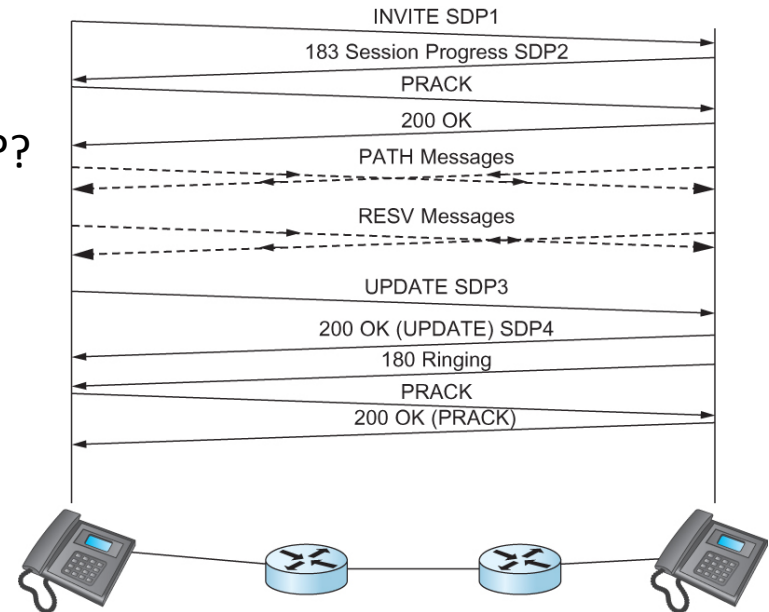 INVITE SDP1
183 Session Progress SDP2
PRACK
200 OK
P?
PATH Messages
RESV Messages
UPDATE SDP3
200 OK (UPDATE) SDP4
180 Ringing
PRACK
200 OK (PRACK)